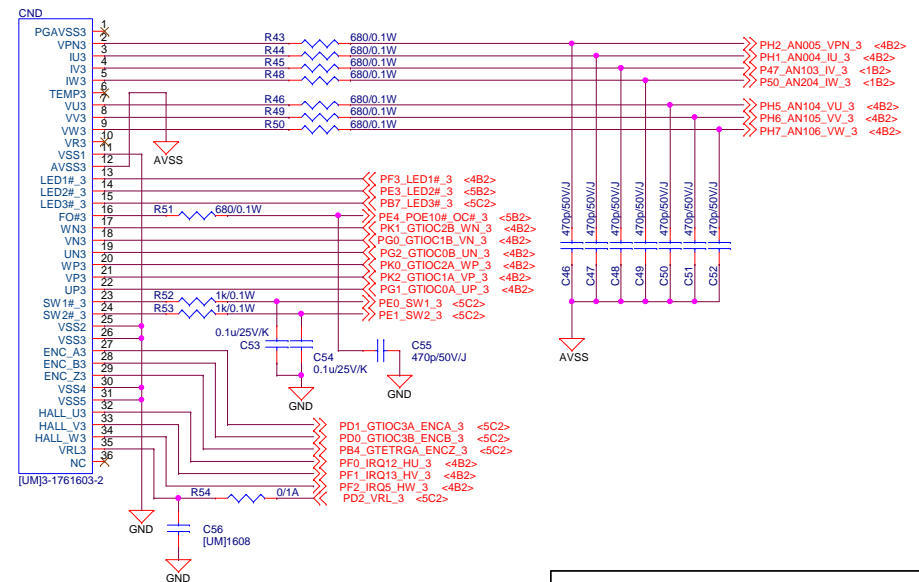 CND
PGAVSS3 1
VPN3 2 R43 680/0.1W PH2_AN005_VPN_3 <4B2>
IU3 3 R44 680/0.1W PH1_AN004_IU_3 <4B2>
IV3 4 R45 680/0.1W P47_AN103_IV_3 <1B2>
IW3 5 R48 680/0.1W P50_AN204_IW_3 <1B2>
TEMP3 6
VU3 7 R46 680/0.1W PH5_AN104_VU_3 <4B2>
VV3 8 R49 680/0.1W PH6_AN105_VV_3 <4B2>
VW3 9 R50 680/0.1W PH7_AN106_VW_3 <4B2>
VR3 10
VSS1 11
AVSS3 12
AVSS
LED1#_3 13 PF3_LED1#_3 <4B2>
LED2#_3 14 PE3_LED2#_3 <5B2>
LED3#_3 15 PB7_LED3#_3 <5C2>
FO#3 16 R51 680/0.1W PE4_POE10#_OC#_3 <5B2>
WN3 17 PK1_GTIOC2B_WN_3 <4B2>
VN3 18 PG0_GTIOC1B_VN_3 <4B2>
UN3 19 PG2_GTIOC0B_UN_3 <4B2>
WP3 20 PK0_GTIOC2A_WP_3 <4B2>
VP3 21 PK2_GTIOC1A_VP_3 <4B2>
UP3 22 PG1_GTIOC0A_UP_3 <4B2>
SW1#_3 23 R52 1k/0.1W PE0_SW1_3 <5C2>
SW2#_3 24 R53 1k/0.1W PE1_SW2_3 <5C2>
VSS2 25
VSS3 26
ENC_A3 27 PD1_GTIOC3A_ENCA_3 <5C2>
ENC_B3 28 PD0_GTIOC3B_ENCB_3 <5C2>
ENC_Z3 29 PB4_GTETRGA_ENCZ_3 <5C2>
VSS4 30
VSS5 31
HALL_U3 32 PF0_IRQ12_HU_3 <4B2>
HALL_V3 33 PF1_IRQ13_HV_3 <4B2>
HALL_W3 34 PF2_IRQ5_HW_3 <4B2>
VRL3 35 R54 0/1A PD2_VRL_3 <5C2>
NC 36
[UM]3-1761603-2
C46 470p/50V/J
C47 470p/50V/J
C48 470p/50V/J
C49 470p/50V/J
C50 470p/50V/J
C51 470p/50V/J
C52 470p/50V/J
AVSS
0.1u/25V/K
C53
C54
0.1u/25V/K
GND
C55
470p/50V/J
GND
GND
C56
[UM]1608
GND